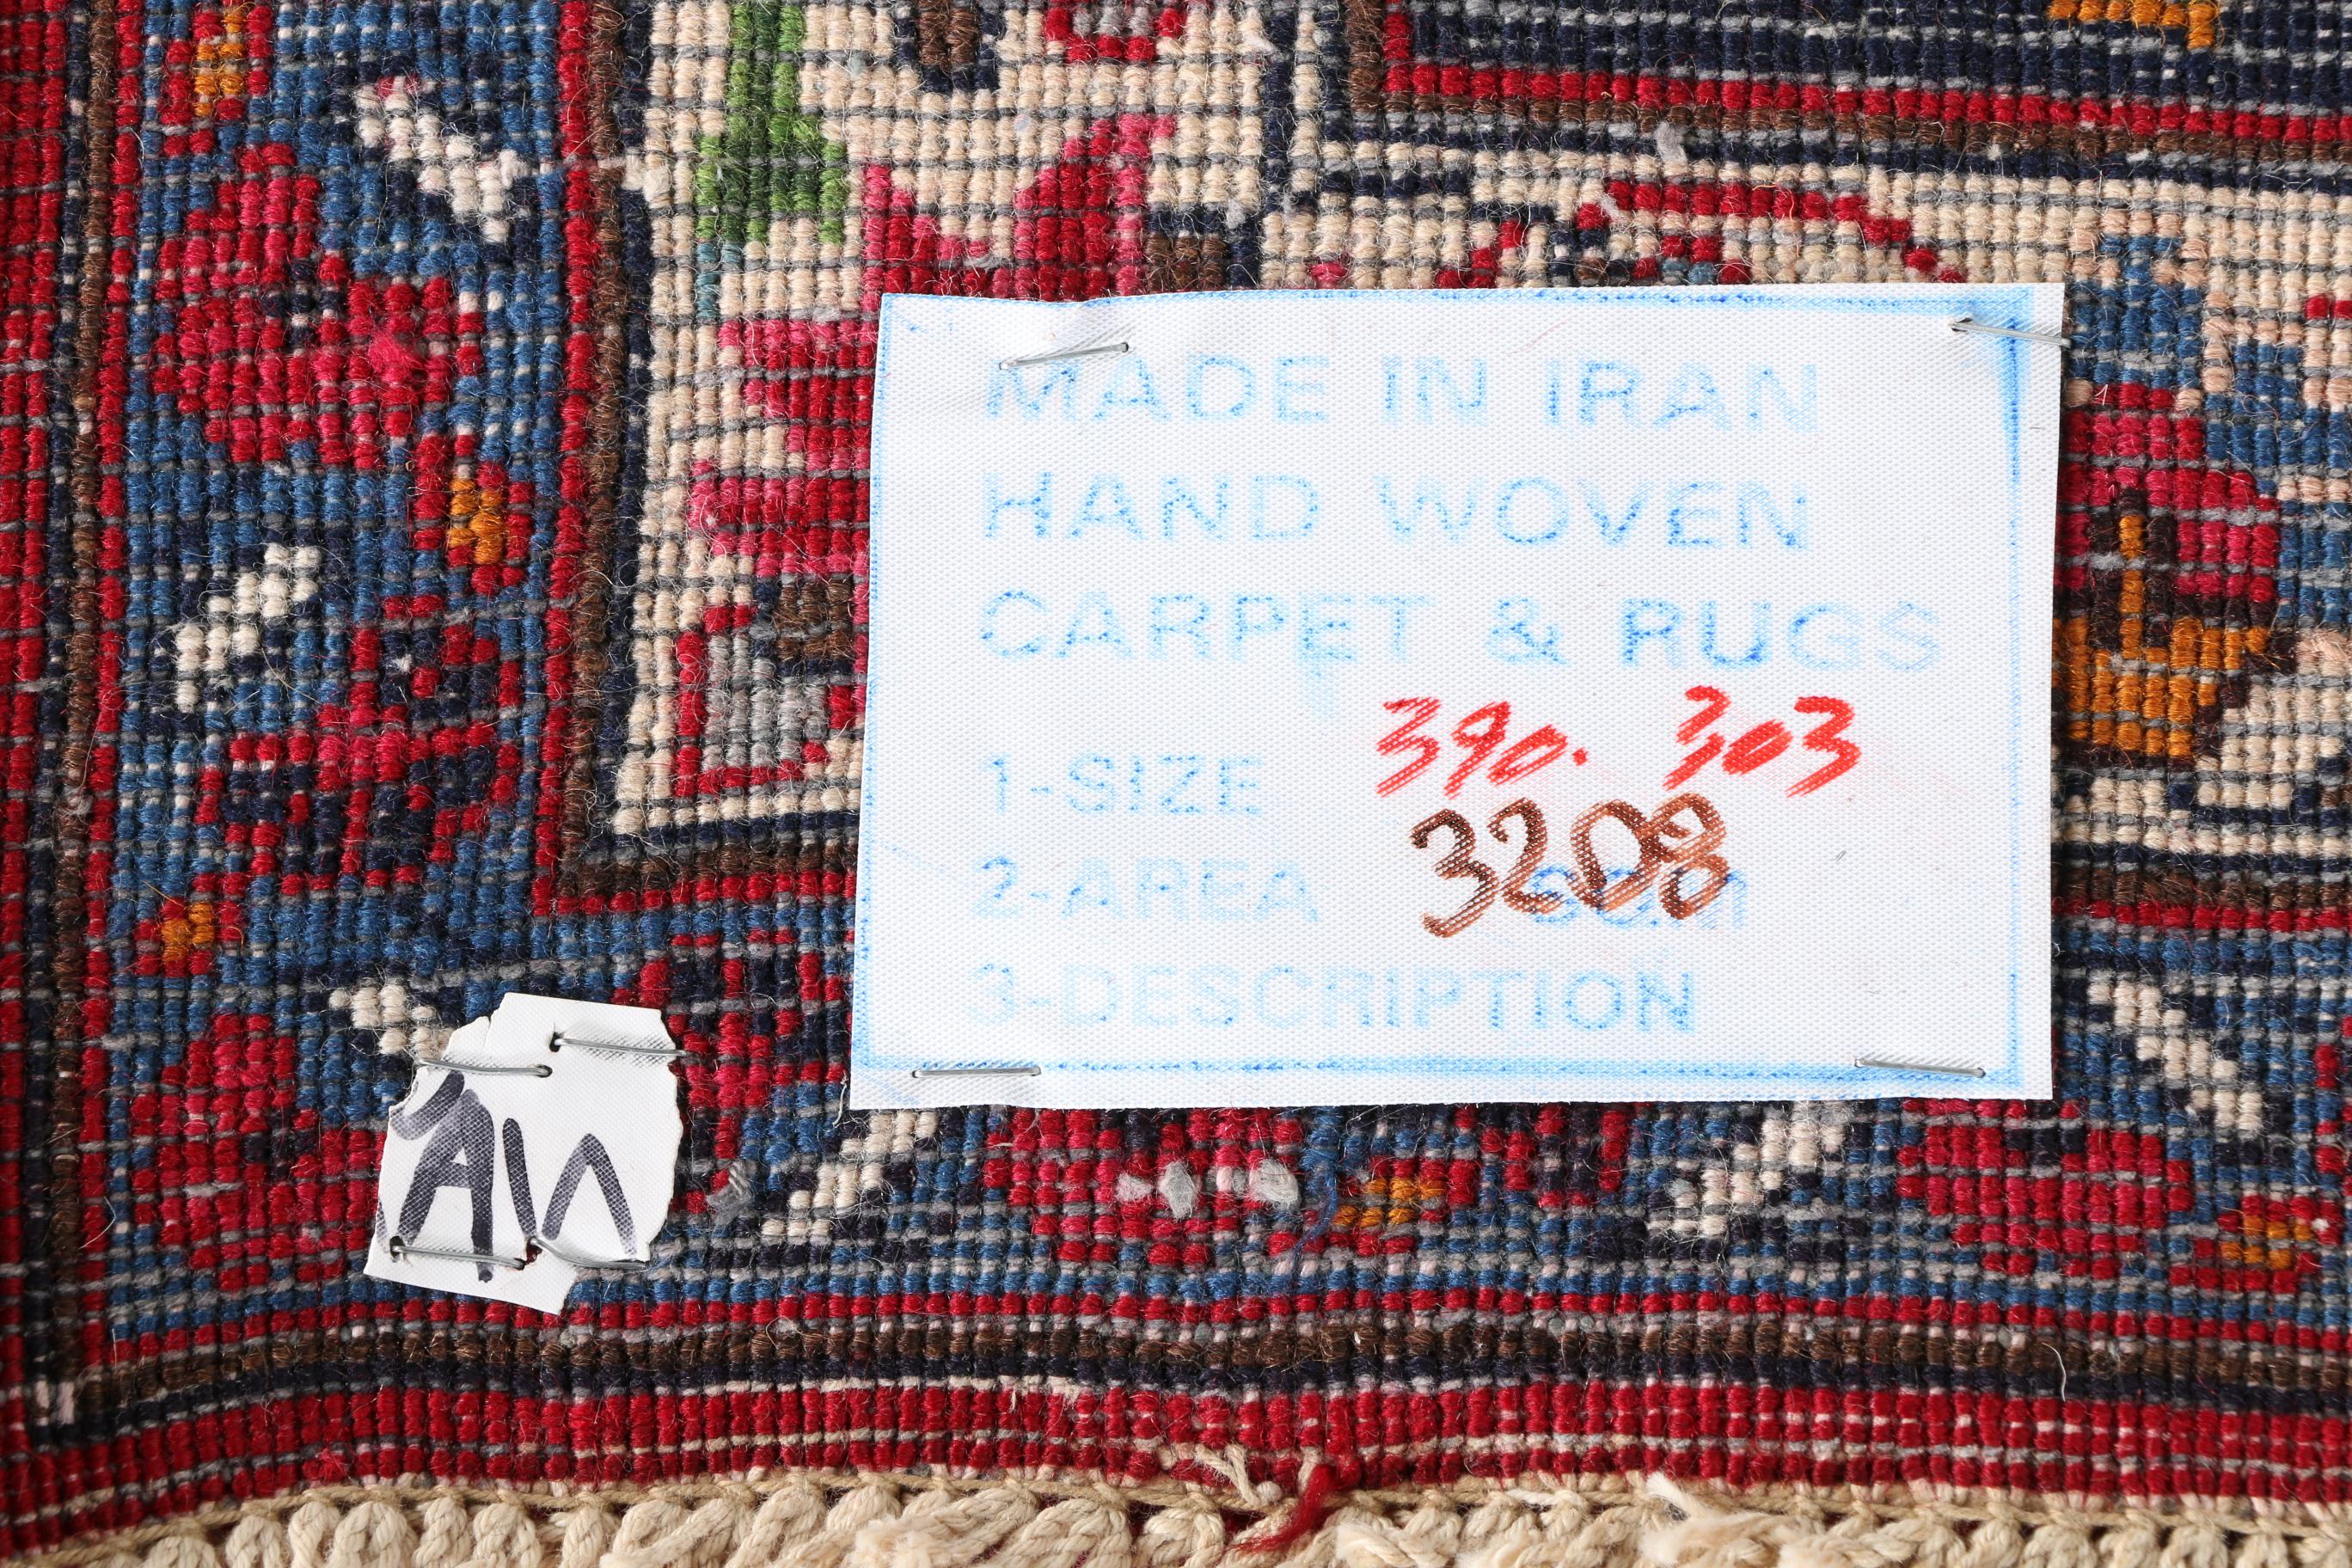 MADE IN IRAN
HAND WOVEN
CARPET & RUGS
1-SIZE 390. 303
2-AREA 3208 sqm
3-DESCRIPTION